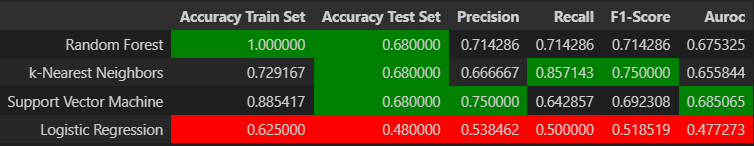 Accuracy Train Set Accuracy Test Set Precision Recall F1-Score Auroc
Random Forest 1.000000 0.680000 0.714286 0.714286 0.714286 0.675325
k-Nearest Neighbors 0.729167 0.680000 0.666667 0.857143 0.750000 0.655844
Support Vector Machine 0.885417 0.680000 0.750000 0.642857 0.692308 0.685065
Logistic Regression 0.625000 0.480000 0.538462 0.500000 0.518519 0.477273